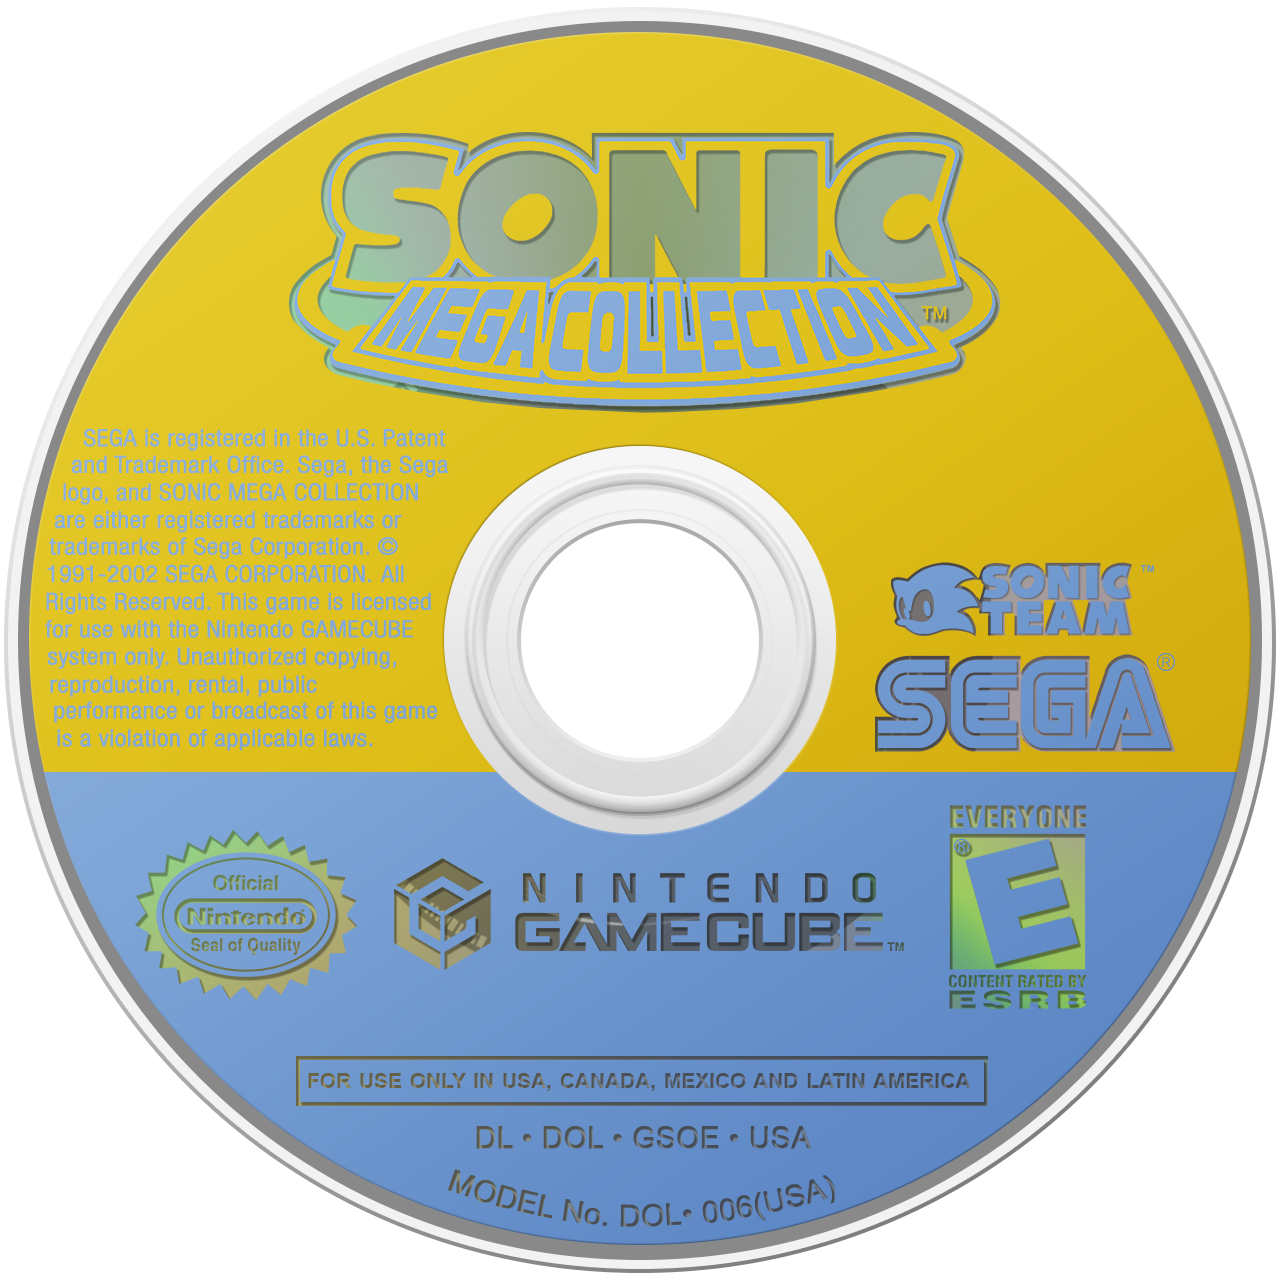 SONIC
MEGA COLLECTION
TM
SEGA is registered in the U.S. Patent
and Trademark Office. Sega, the Sega
logo, and SONIC MEGA COLLECTION
are either registered trademarks or
trademarks of Sega Corporation. ©
1991-2002 SEGA CORPORATION. All
Rights Reserved. This game is licensed
for use with the Nintendo GAMECUBE
system only. Unauthorized copying,
reproduction, rental, public
performance or broadcast of this game
is a violation of applicable laws.
SONIC TM
TEAM
SEGA ®
Official
Nintendo®
Seal of Quality
NINTENDO
GAMECUBE TM
EVERYONE
®
E
CONTENT RATED BY
ESRB
FOR USE ONLY IN USA, CANADA, MEXICO AND LATIN AMERICA
DL • DOL • GSOE • USA
MODEL No. DOL• 006(USA)